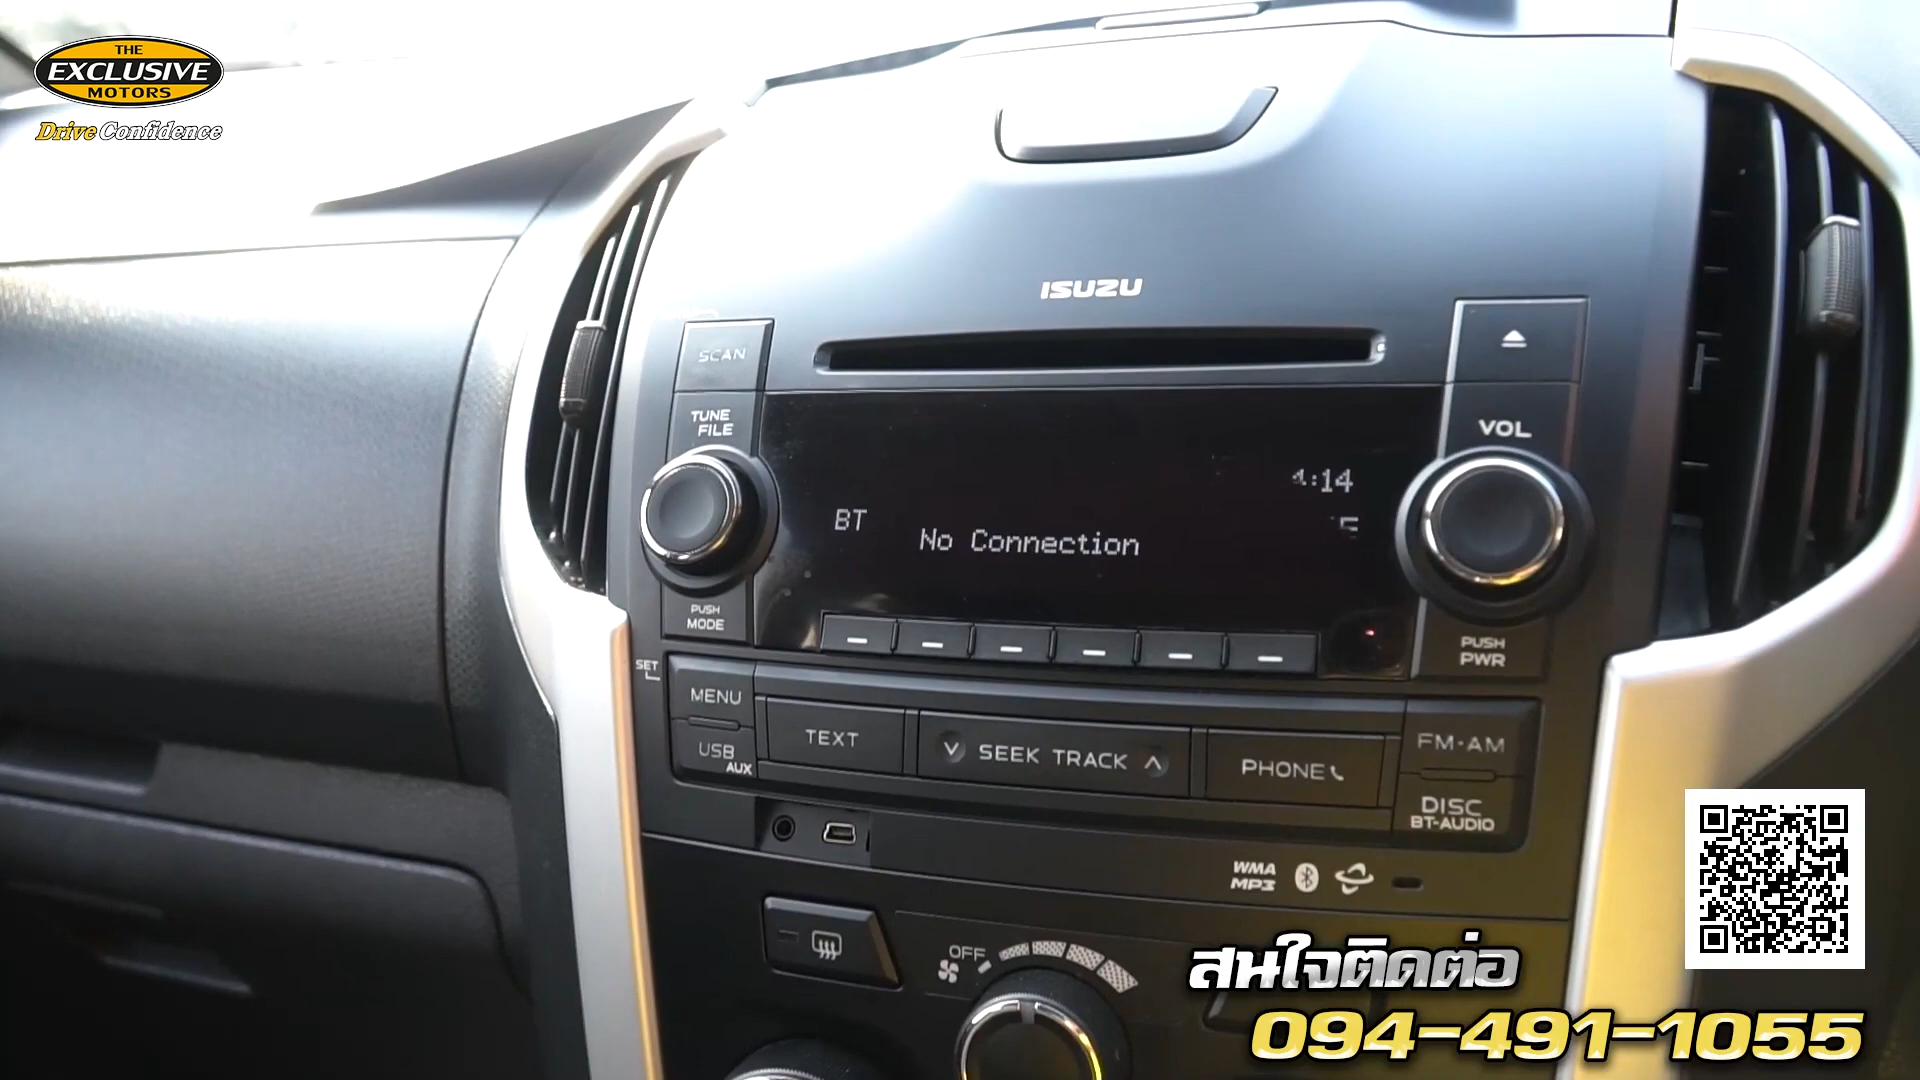 THE
EXCLUSIVE
MOTORS
Drive Confidence
ISUZU
SCAN
TUNE
FILE
VOL
4:14
BT
No Connection
PUSH
MODE
PUSH
PWR
SET
MENU
TEXT
SEEK TRACK
PHONE
FM-AM
USB
AUX
DISC
BT-AUDIO
WMA
MP3
OFF
สนใจติดต่อ
094-491-1055